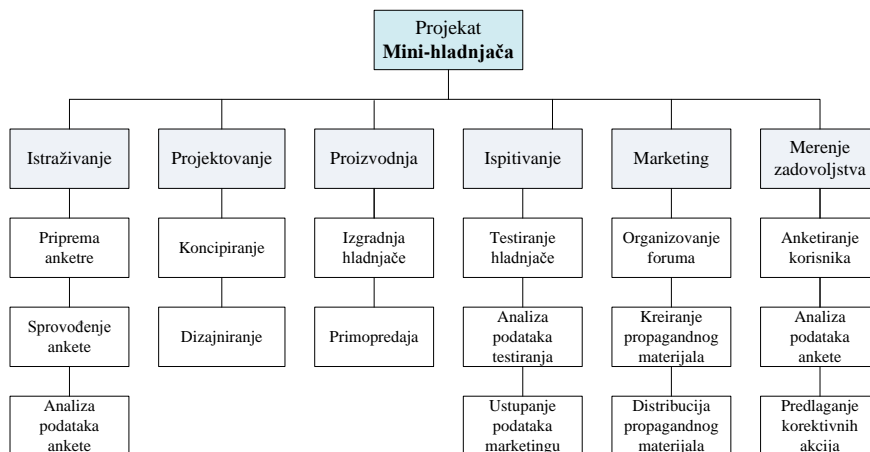 Projekat
Mini-hladnjača
Istraživanje
Projektovanje
Proizvodnja
Ispitivanje
Marketing
Merenje
zadovoljstva
Priprema
anketre
Koncipiranje
Izgradnja
hladnjače
Testiranje
hladnjače
Organizovanje
foruma
Anketiranje
korisnika
Sprovođenje
ankete
Dizajniranje
Primopredaja
Analiza
podataka
testiranja
Kreiranje
propagandnog
materijala
Analiza
podataka
ankete
Analiza
podataka
ankete
Ustupanje
podataka
marketingu
Distribucija
propagandnog
materijala
Predlaganje
korektivnih
akcija